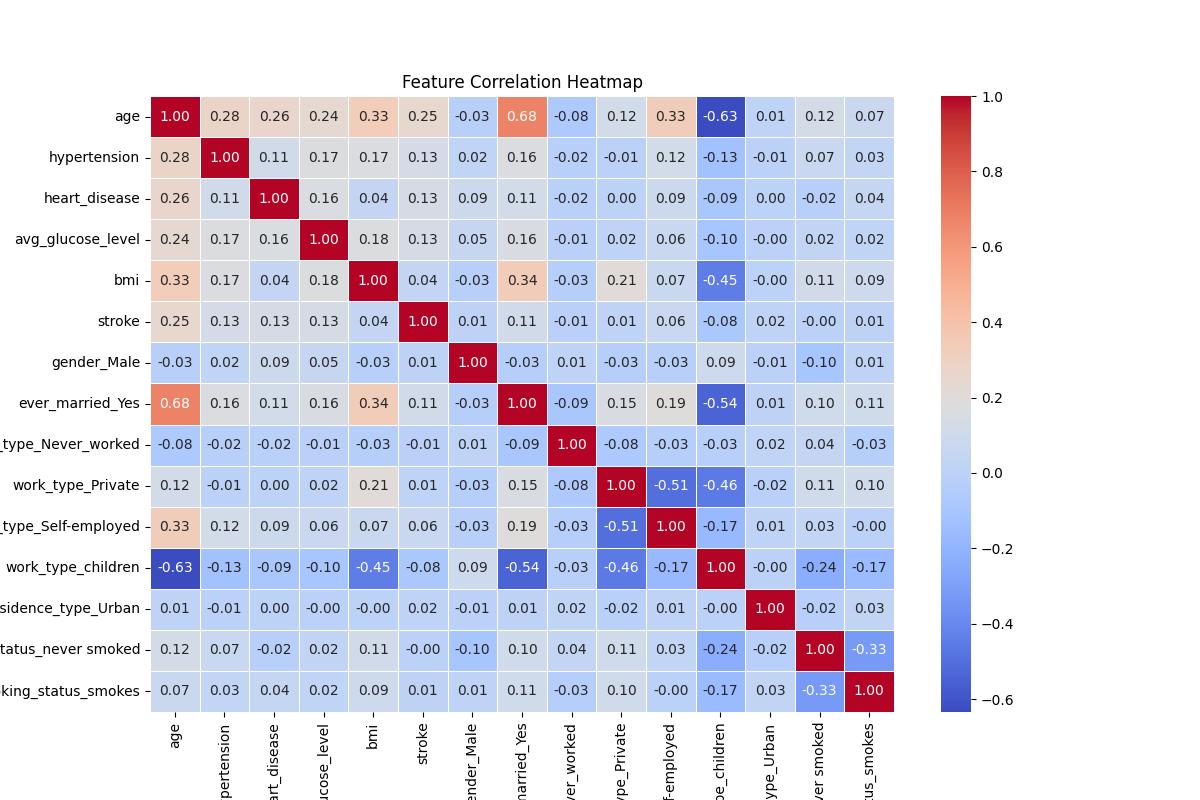 Feature Correlation Heatmap
age 1.00 0.28 0.26 0.24 0.33 0.25 -0.03 0.68 -0.08 0.12 0.33 -0.63 0.01 0.12 0.07
hypertension 0.28 1.00 0.11 0.17 0.17 0.13 0.02 0.16 -0.02 -0.01 0.12 -0.13 -0.01 0.07 0.03
heart_disease 0.26 0.11 1.00 0.16 0.04 0.13 0.09 0.11 -0.02 0.00 0.09 -0.09 0.00 -0.02 0.04
avg_glucose_level 0.24 0.17 0.16 1.00 0.18 0.13 0.05 0.16 -0.01 0.02 0.06 -0.10 -0.00 0.02 0.02
bmi 0.33 0.17 0.04 0.18 1.00 0.04 -0.03 0.34 -0.03 0.21 0.07 -0.45 -0.00 0.11 0.09
stroke 0.25 0.13 0.13 0.13 0.04 1.00 0.01 0.11 -0.01 0.01 0.06 -0.08 0.02 -0.00 0.01
gender_Male -0.03 0.02 0.09 0.05 -0.03 0.01 1.00 -0.03 0.01 -0.03 -0.03 0.09 -0.01 -0.10 0.01
ever_married_Yes 0.68 0.16 0.11 0.16 0.34 0.11 -0.03 1.00 -0.09 0.15 0.19 -0.54 0.01 0.10 0.11
_type_Never_worked -0.08 -0.02 -0.02 -0.01 -0.03 -0.01 0.01 -0.09 1.00 -0.08 -0.03 -0.03 0.02 0.04 -0.03
work_type_Private 0.12 -0.01 0.00 0.02 0.21 0.01 -0.03 0.15 -0.08 1.00 -0.51 -0.46 -0.02 0.11 0.10
_type_Self-employed 0.33 0.12 0.09 0.06 0.07 0.06 -0.03 0.19 -0.03 -0.51 1.00 -0.17 0.01 0.03 -0.00
work_type_children -0.63 -0.13 -0.09 -0.10 -0.45 -0.08 0.09 -0.54 -0.03 -0.46 -0.17 1.00 -0.00 -0.24 -0.17
sidence_type_Urban 0.01 -0.01 0.00 -0.00 -0.00 0.02 -0.01 0.01 0.02 -0.02 0.01 -0.00 1.00 -0.02 0.03
tatus_never smoked 0.12 0.07 -0.02 0.02 0.11 -0.00 -0.10 0.10 0.04 0.11 0.03 -0.24 -0.02 1.00 -0.33
king_status_smokes 0.07 0.03 0.04 0.02 0.09 0.01 0.01 0.11 -0.03 0.10 -0.00 -0.17 0.03 -0.33 1.00
age
pertension
art_disease
ucose_level
bmi
stroke
ender_Male
married_Yes
ver_worked
ype_Private
f-employed
pe_children
ype_Urban
ver smoked
tus_smokes
1.0
0.8
0.6
0.4
0.2
0.0
−0.2
−0.4
−0.6